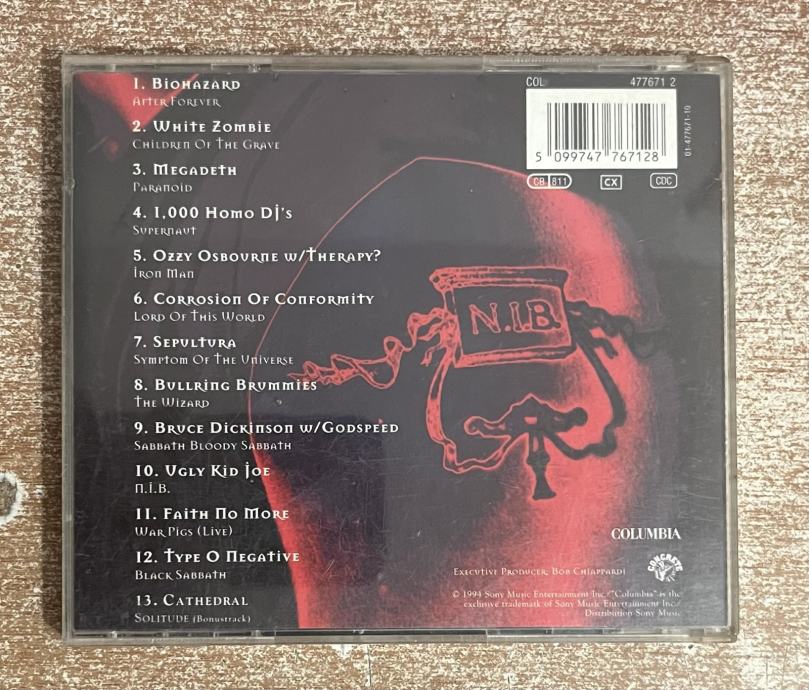 1. Biohazard
After Forever
2. White Zombie
Children Of The Grave
3. Megadeth
Paranoid
4. 1,000 Homo Dj's
Supernaut
5. Ozzy Osbourne w/Therapy?
Iron Man
6. Corrosion Of Conformity
Lord Of This World
7. Sepultura
Symptom Of The Universe
8. Bullring Brummies
The Wizard
9. Bruce Dickinson w/Godspeed
Sabbath Bloody Sabbath
10. Ugly Kid Joe
N.I.B.
11. Faith No More
War Pigs (Live)
12. Type O Negative
Black Sabbath
13. Cathedral
Solitude (Bonustrack)
COL 477671 2
5 099747 767128
01-477671-10
CB 811 CX CDC
N.I.B.
COLUMBIA
CONCRETE
Executive Producer: Bob Chiappardi
© 1994 Sony Music Entertainment Inc./"Columbia" is the
exclusive trademark of Sony Music Entertainment Inc./
Distribution Sony Music